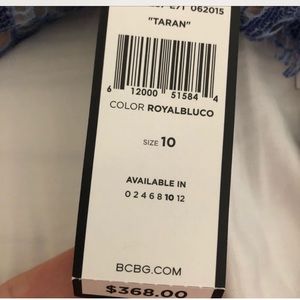 062015
"TARAN"
6 12000 51584 4
COLOR ROYALBLUCO
SIZE 10
AVAILABLE IN
0 2 4 6 8 10 12
BCBG.COM
$368.00